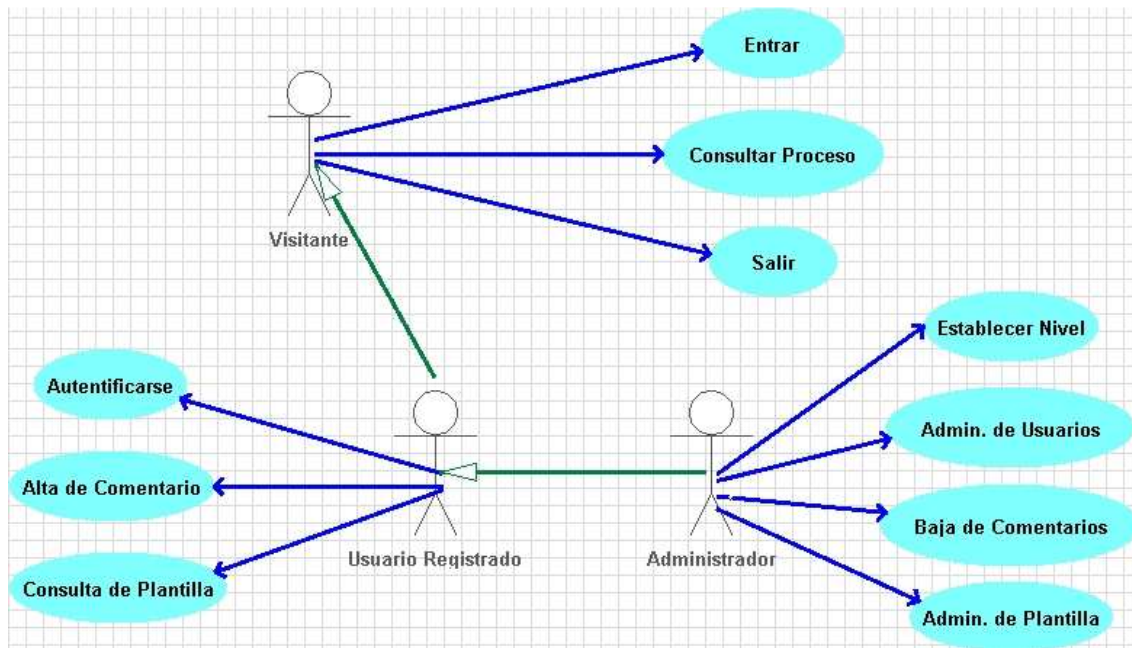 Entrar
Consultar Proceso
Visitante
Salir
Establecer Nivel
Autentificarse
Admin. de Usuarios
Alta de Comentario
Baja de Comentarios
Usuario Registrado
Administrador
Consulta de Plantilla
Admin. de Plantilla